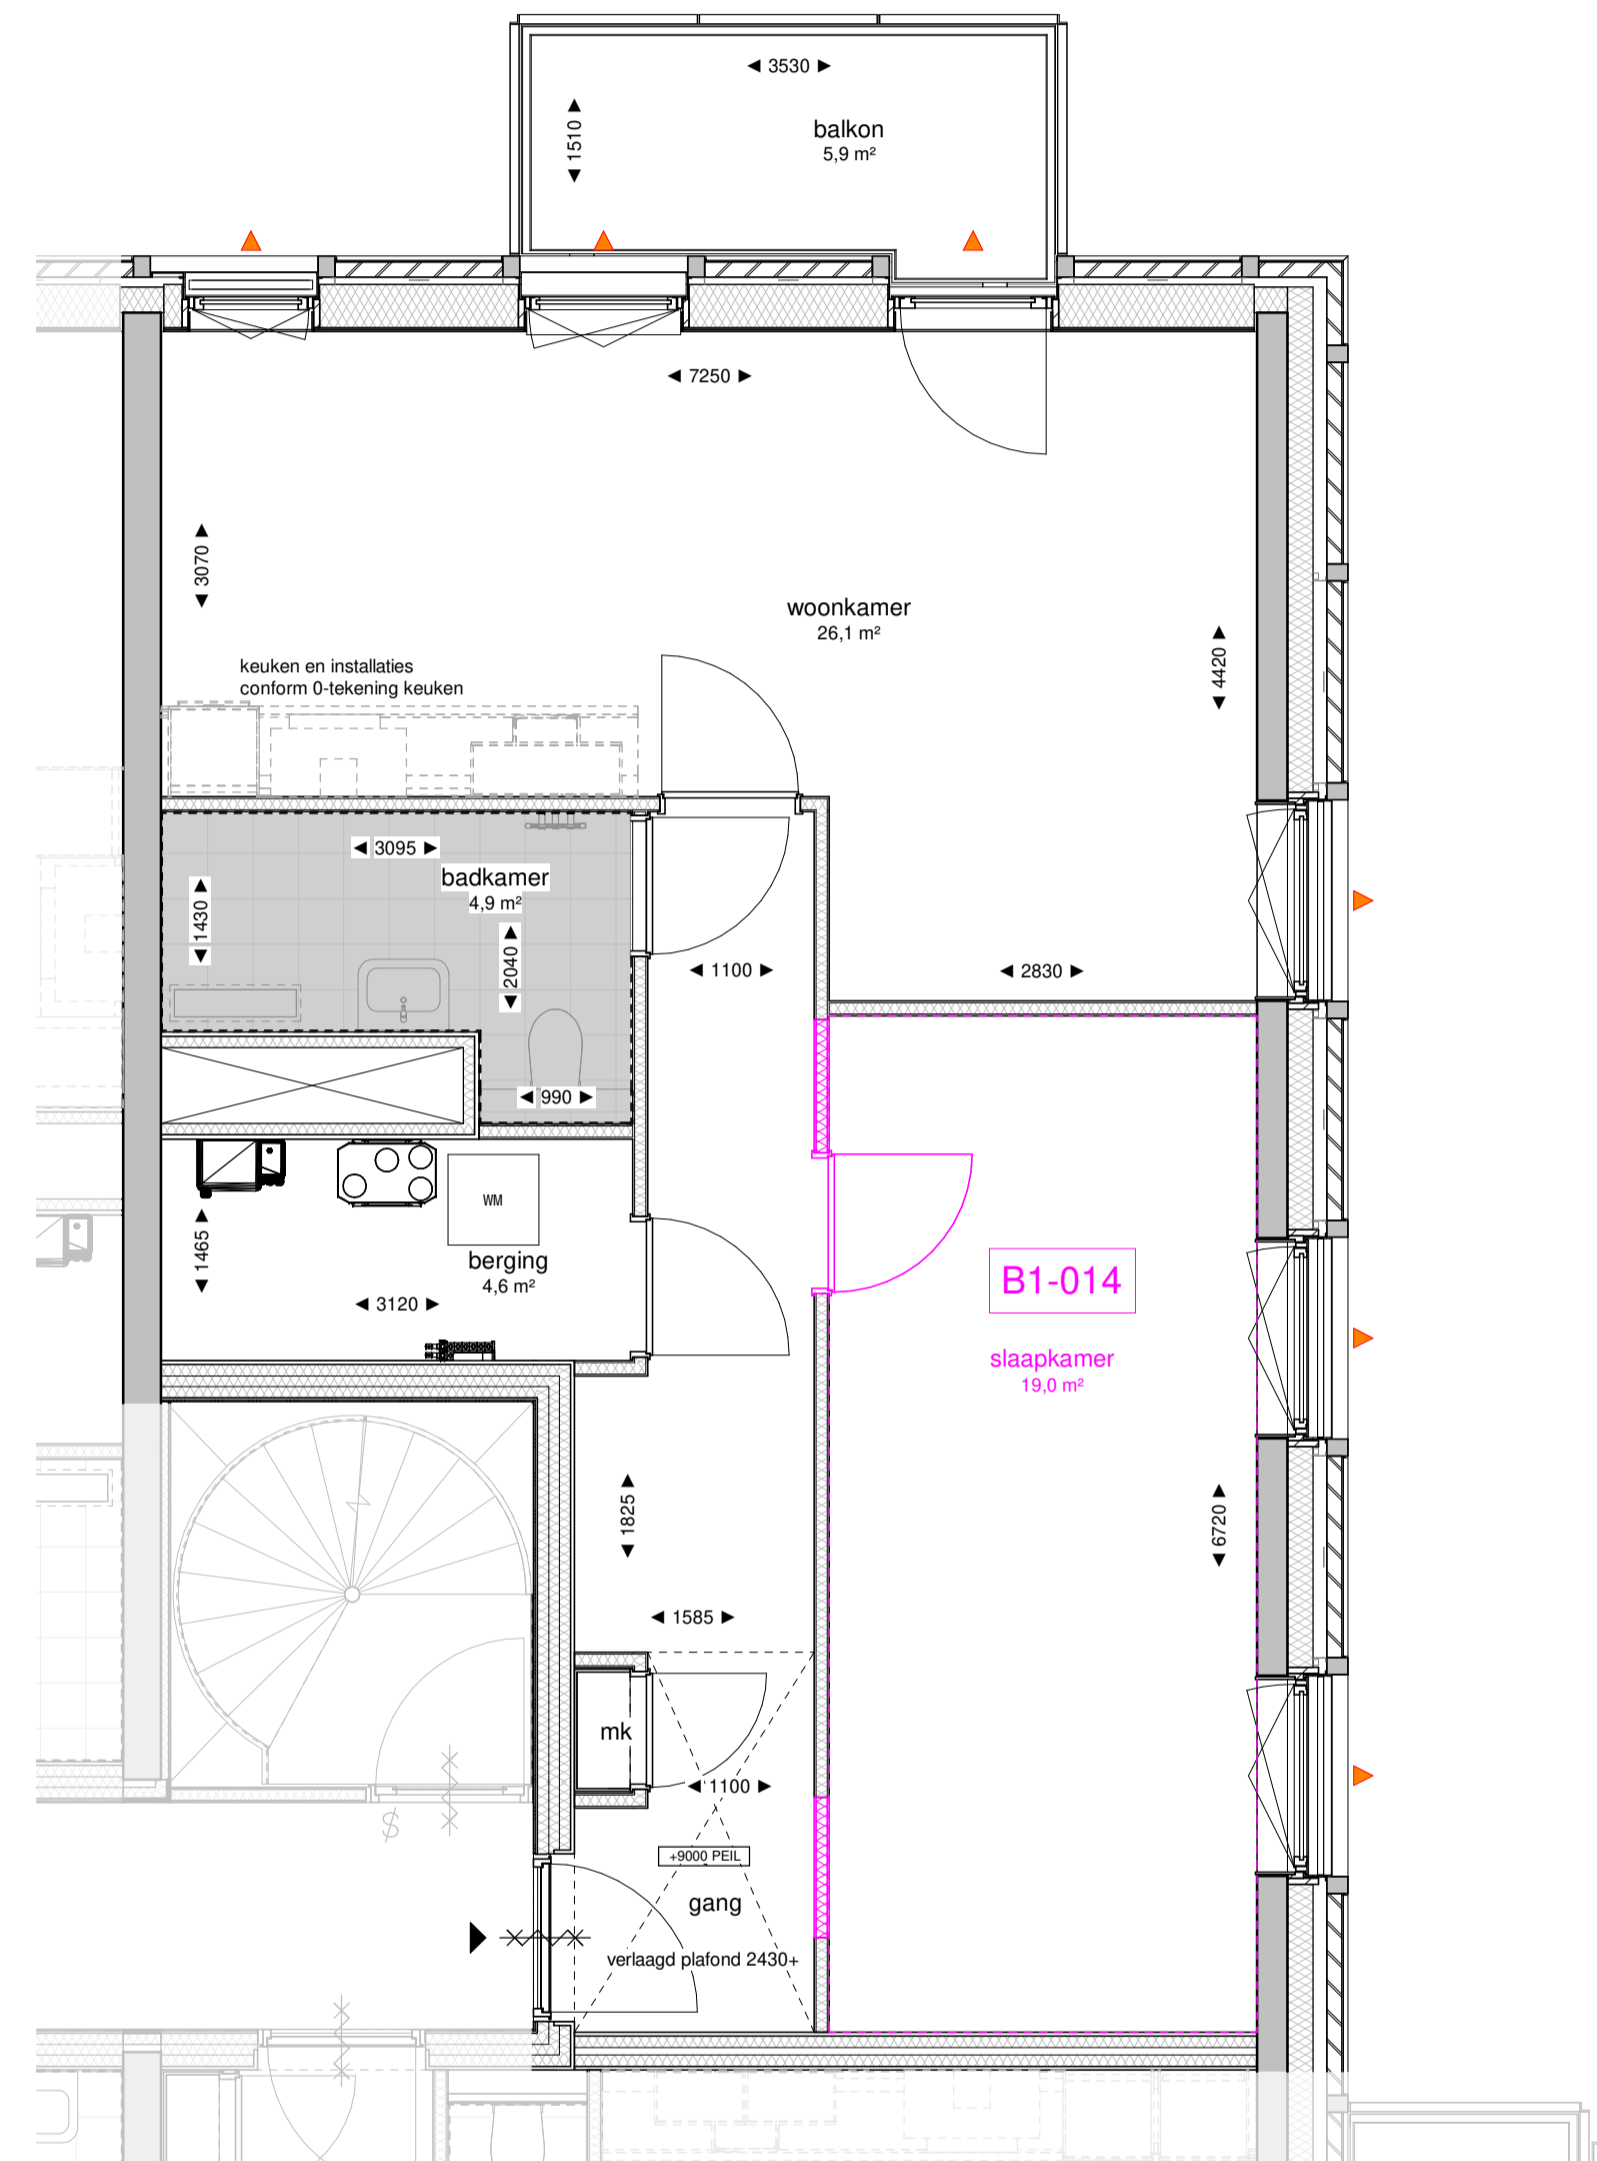 ◄ 3530 ►
◄ 1510 ►
balkon
5,9 m²
◄ 7250 ►
◄ 3070 ►
woonkamer
26,1 m²
◄ 4420 ►
keuken en installaties
conform 0-tekening keuken
◄ 3095 ►
badkamer
4,9 m²
◄ 1430 ►
◄ 2040 ►
◄ 1100 ►
◄ 2830 ►
◄ 990 ►
WM
◄ 1465 ►
berging
4,6 m²
◄ 3120 ►
B1-014
slaapkamer
19,0 m²
◄ 1825 ►
◄ 6720 ►
◄ 1585 ►
mk
◄ 1100 ►
+9000 PEIL
gang
verlaagd plafond 2430+